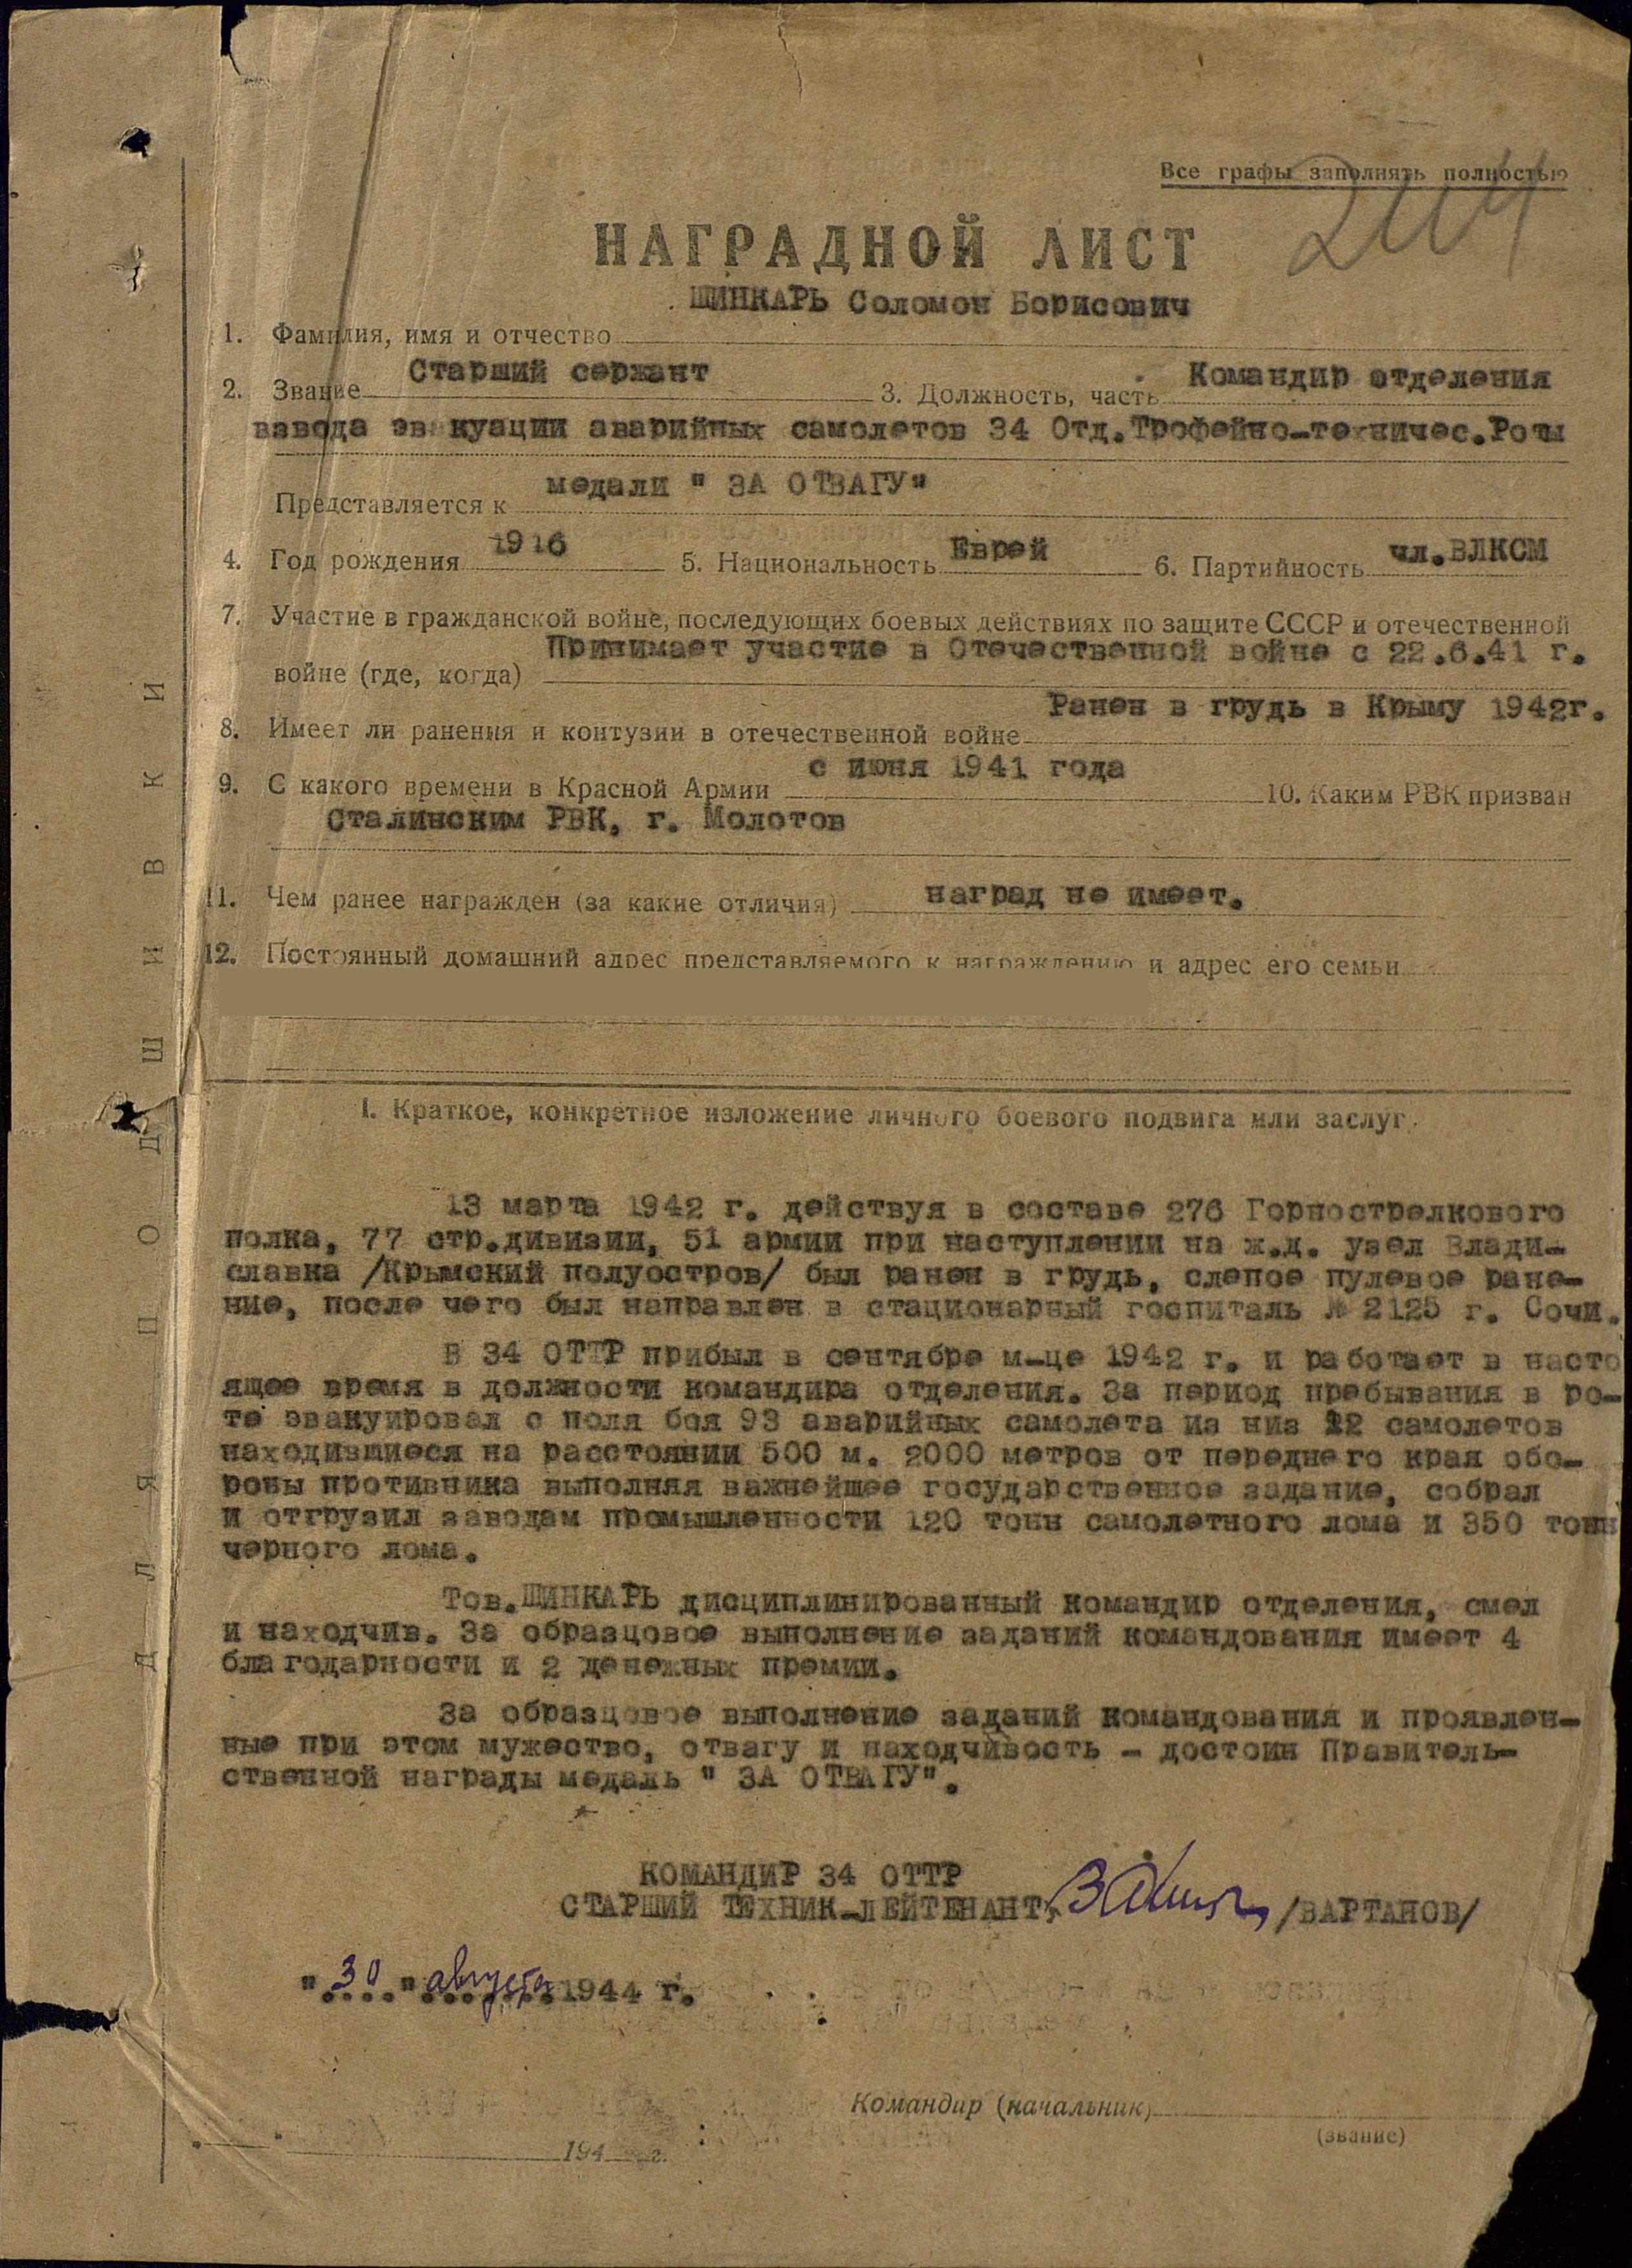 Все графы заполнять полностью
204
НАГРАДНОЙ ЛИСТ
ШИНКАРЬ Соломон Борисович
1. Фамилия, имя и отчество
2. Звание Старший сержант 3. Должность, часть Командир отделения
взвода эвакуации аварийных самолетов 34 Отд.Трофейно-техничес.Роты
Представляется к медали " ЗА ОТВАГУ"
4. Год рождения 1916 5. Национальность Еврей 6. Партийность чл.ВЛКСМ
7. Участие в гражданской войне, последующих боевых действиях по защите СССР и отечественной
войне (где, когда) Принимает участие в Отечественной войне с 22.6.41 г.
8. Имеет ли ранения и контузии в отечественной войне Ранен в грудь в Крыму 1942г.
9. С какого времени в Красной Армии с июня 1941 года 10. Каким РВК призван
Сталинским РВК, г. Молотов
11. Чем ранее награжден (за какие отличия) наград не имеет.
12. Постоянный домашний адрес представляемого к награждению и адрес его семьи
I. Краткое, конкретное изложение личного боевого подвига или заслуг.
13 марта 1942 г. действуя в составе 276 Горнострелкового
полка, 77 стр.дивизии, 51 армии при наступлении на ж.д. узел Влади-
славка /Крымский полуостров/ был ранен в грудь, слепое пулевое ране-
ние, после чего был направлен в стационарный госпиталь № 2125 г. Сочи.
В 34 ОТТР прибыл в сентябре м-це 1942 г. и работает в насто
ящее время в должности командира отделения. За период пребывания в ро-
те эвакуировал с поля боя 93 аварийных самолета из низ 12 самолетов
находившиеся на расстоянии 500 м. 2000 метров от переднего края обо-
роны противника выполняя важнейшее государственное задание, собрал
и отгрузил заводам промышленности 120 тонн самолетного лома и 350 тонн
черного лома.
Тов.ШИНКАРЬ дисциплинированный командир отделения, смел
и находчив. За образцовое выполнение заданий командования имеет 4
благодарности и 2 денежных премии.
За образцовое выполнение заданий командования и проявлен-
ные при этом мужество, отвагу и находчивость - достоин Правитель-
ственной награды медаль " ЗА ОТВАГУ".
КОМАНДИР 34 ОТТР
СТАРШИЙ ТЕХНИК-ЛЕЙТЕНАНТ, /ВАРТАНОВ/
"30" августа 1944 г.
Командир (начальник)
(звание)
194 г.
ДЛЯ ПОДШИВКИ